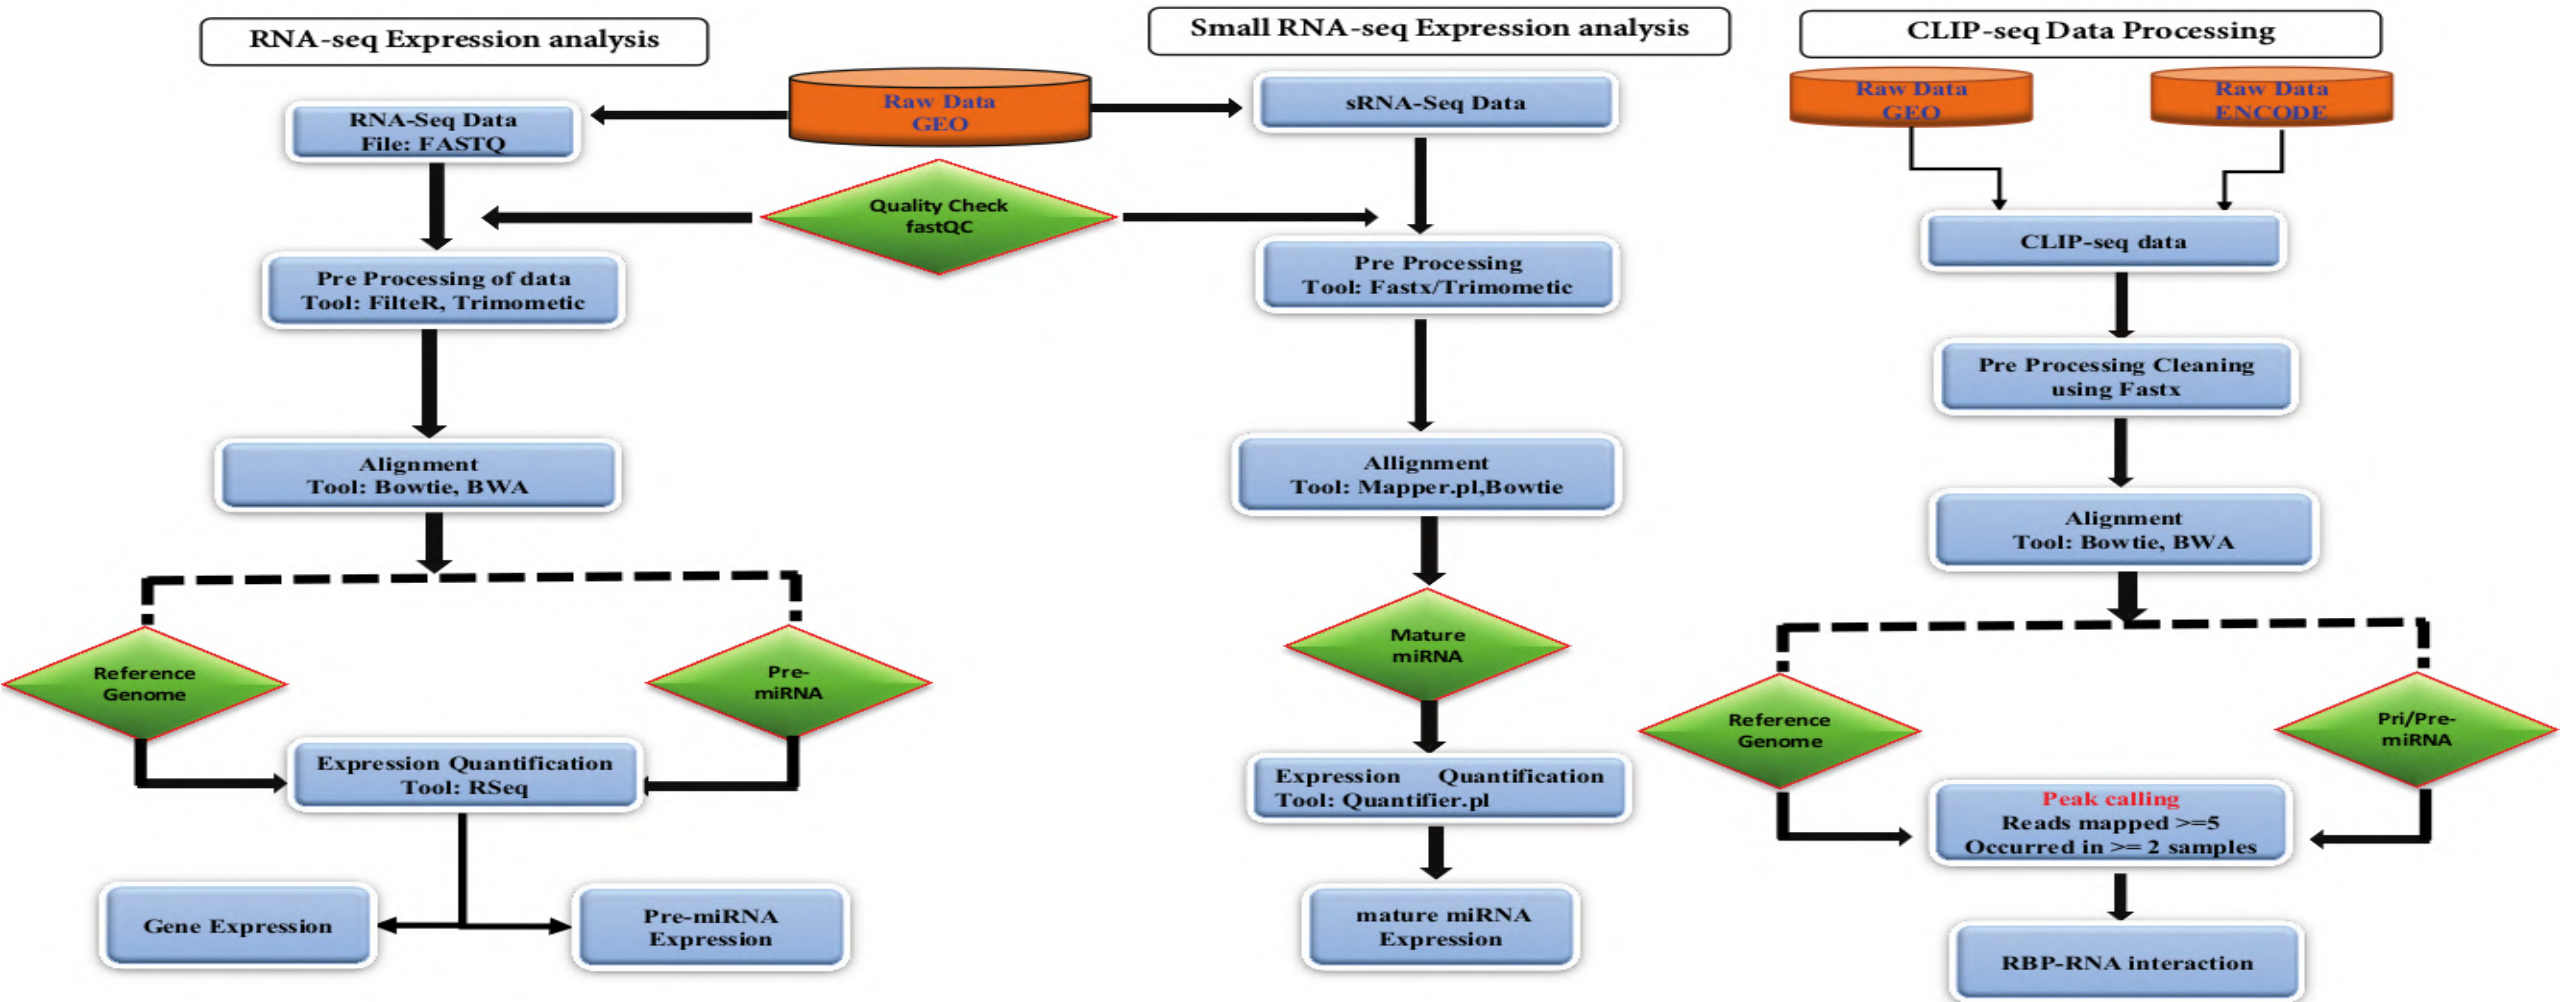 RNA-seq Expression analysis
Raw Data
GEO
RNA-Seq Data
File: FASTQ
Quality Check
fastQC
Pre Processing of data
Tool: FilteR, Trimometic
Alignment
Tool: Bowtie, BWA
Reference
Genome
Pre-
miRNA
Expression Quantification
Tool: RSeq
Gene Expression
Pre-miRNA
Expression
Small RNA-seq Expression analysis
sRNA-Seq Data
Pre Processing
Tool: Fastx/Trimometic
Allignment
Tool: Mapper.pl,Bowtie
Mature
miRNA
Expression Quantification
Tool: Quantifier.pl
mature miRNA
Expression
CLIP-seq Data Processing
Raw Data
GEO
Raw Data
ENCODE
CLIP-seq data
Pre Processing Cleaning
using Fastx
Alignment
Tool: Bowtie, BWA
Reference
Genome
Pri/Pre-
miRNA
Peak calling
Reads mapped >=5
Occurred in >= 2 samples
RBP-RNA interaction